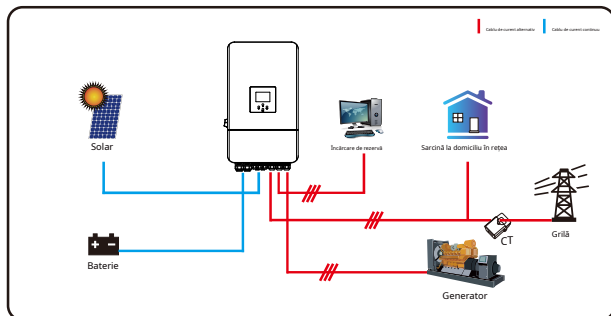 Cablu de curent alternativ
Cablu de curent continuu
Solar
Încărcare de rezervă
Sarcină la domiciliu în rețea
CT
Grilă
Baterie
Generator